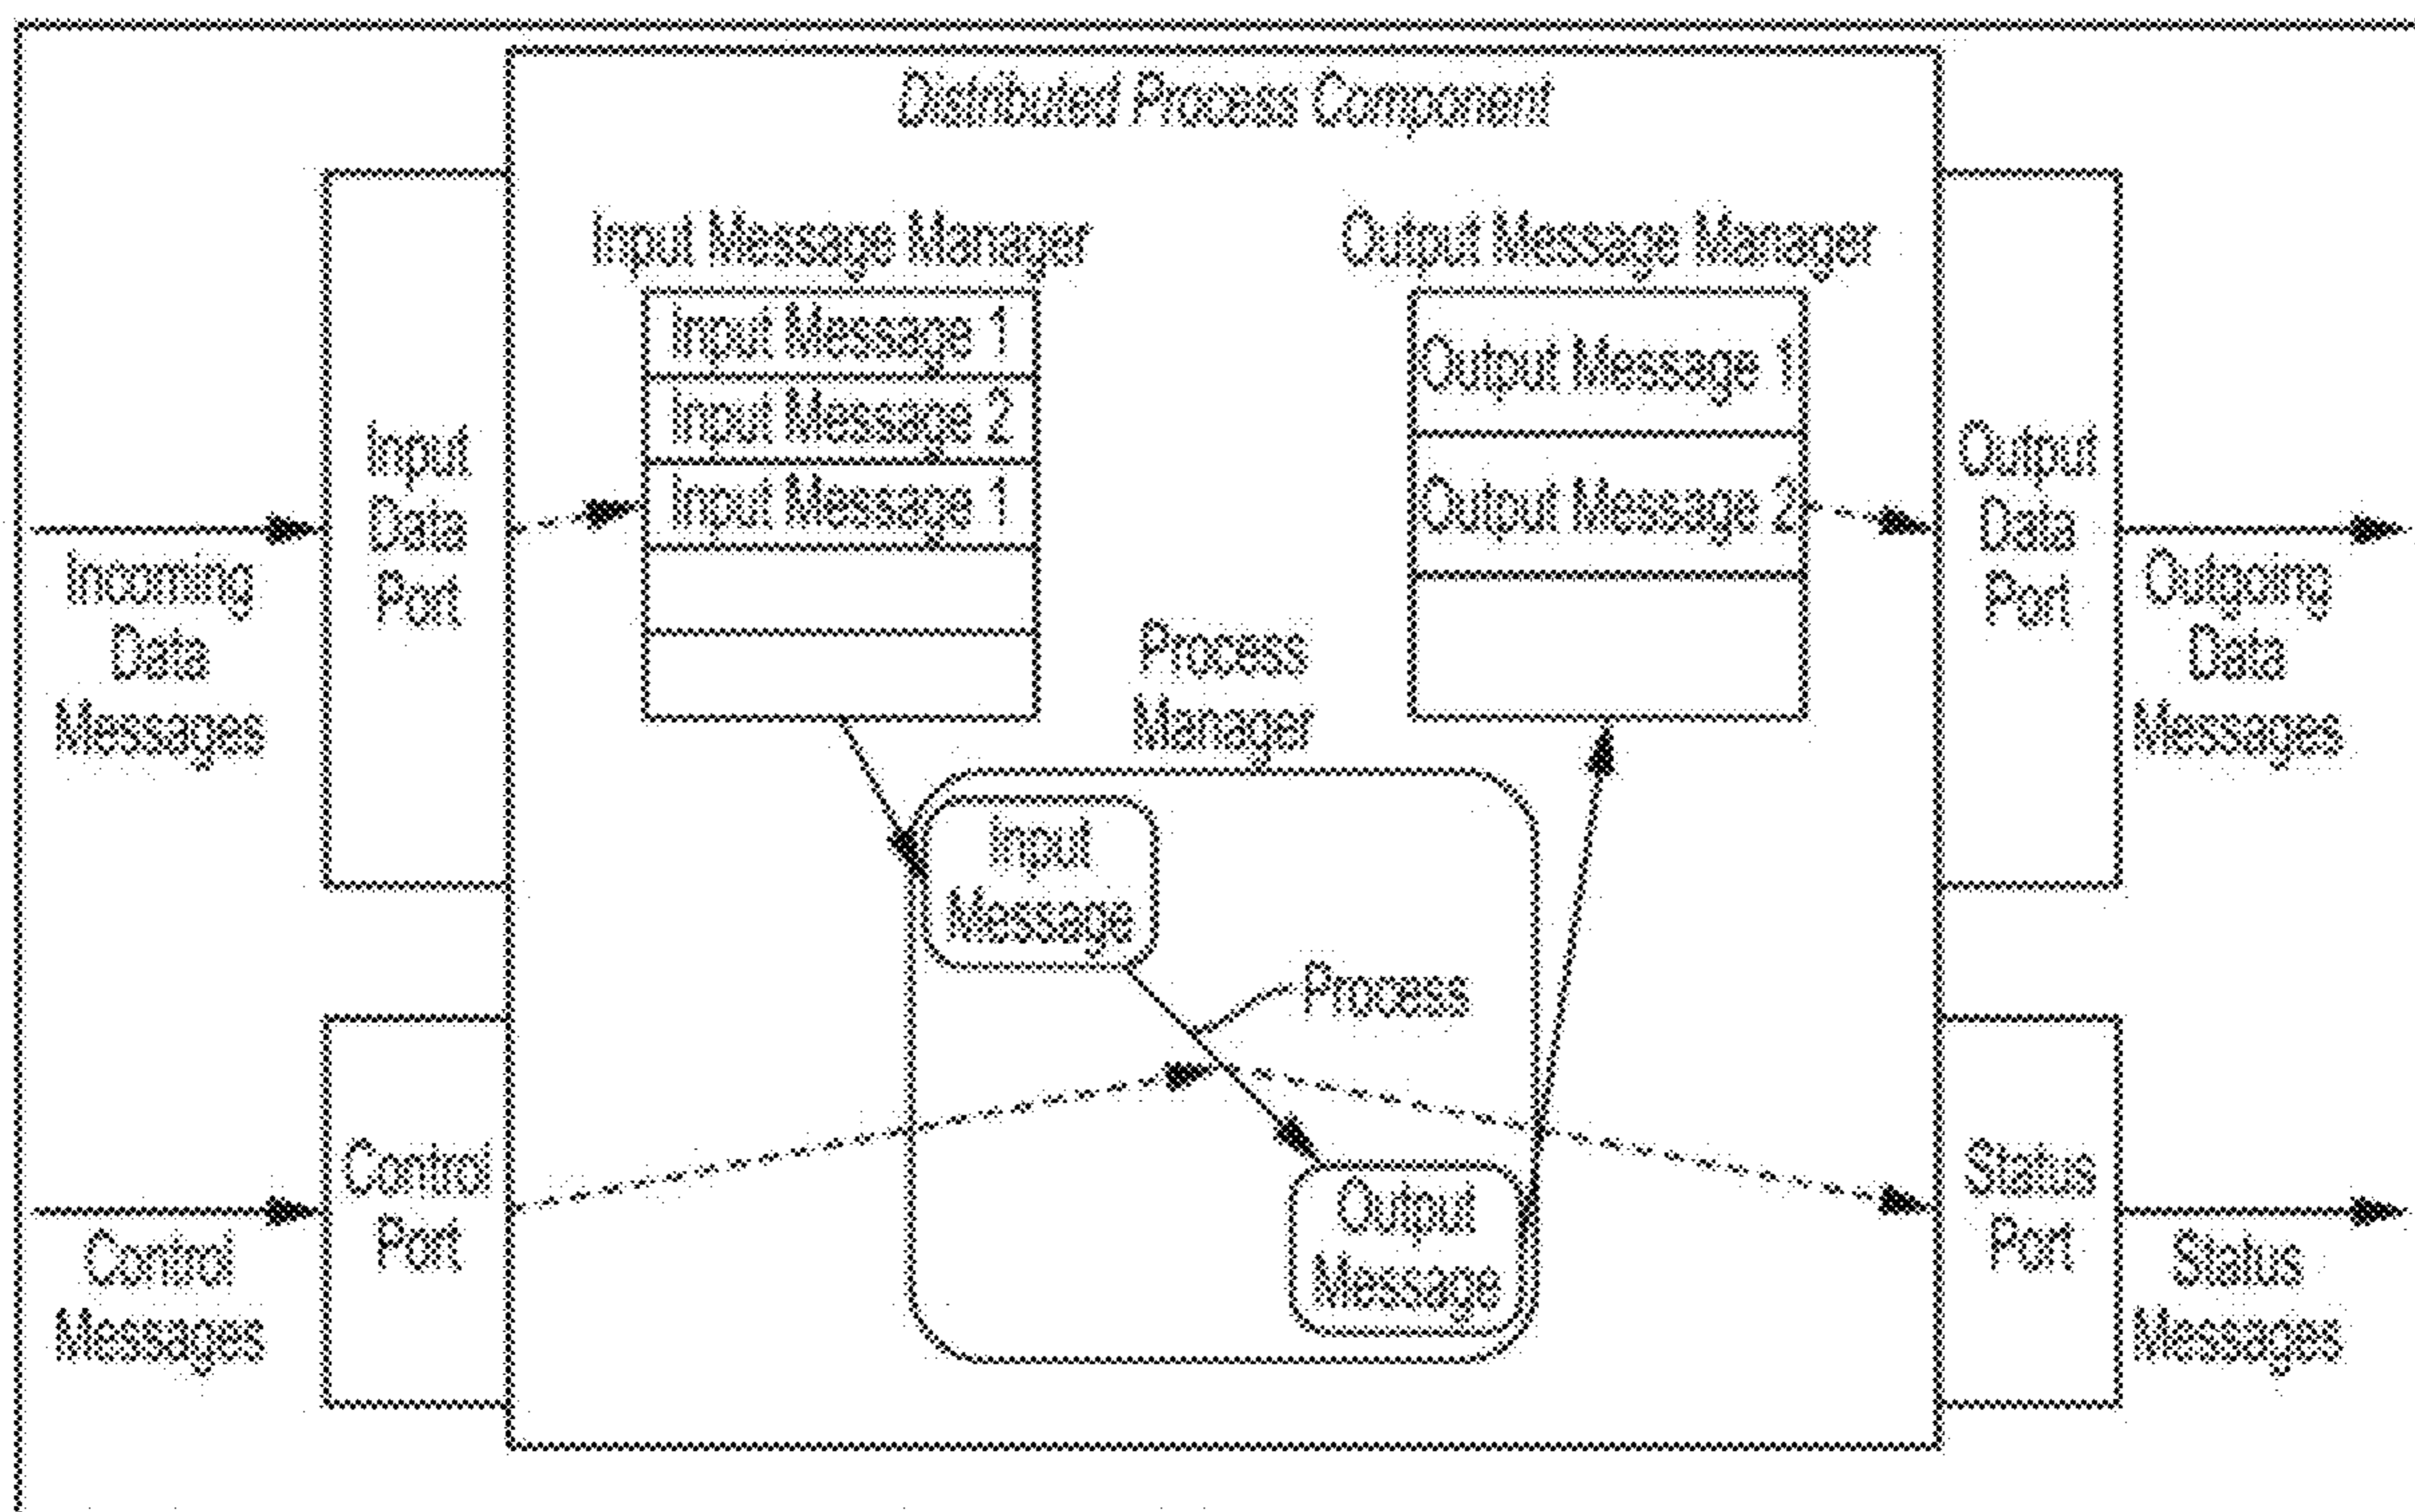 Distributed Process Component
Input Message Manager
Input Message 1
Input Message 2
Input Message 1
Output Message Manager
Output Message 1
Output Message 2
Input
Data
Port
Incoming
Data
Messages
Output
Data
Port
Outgoing
Data
Messages
Process
Manager
Input
Message
Process
Output
Message
Control
Port
Control
Messages
Status
Port
Status
Messages